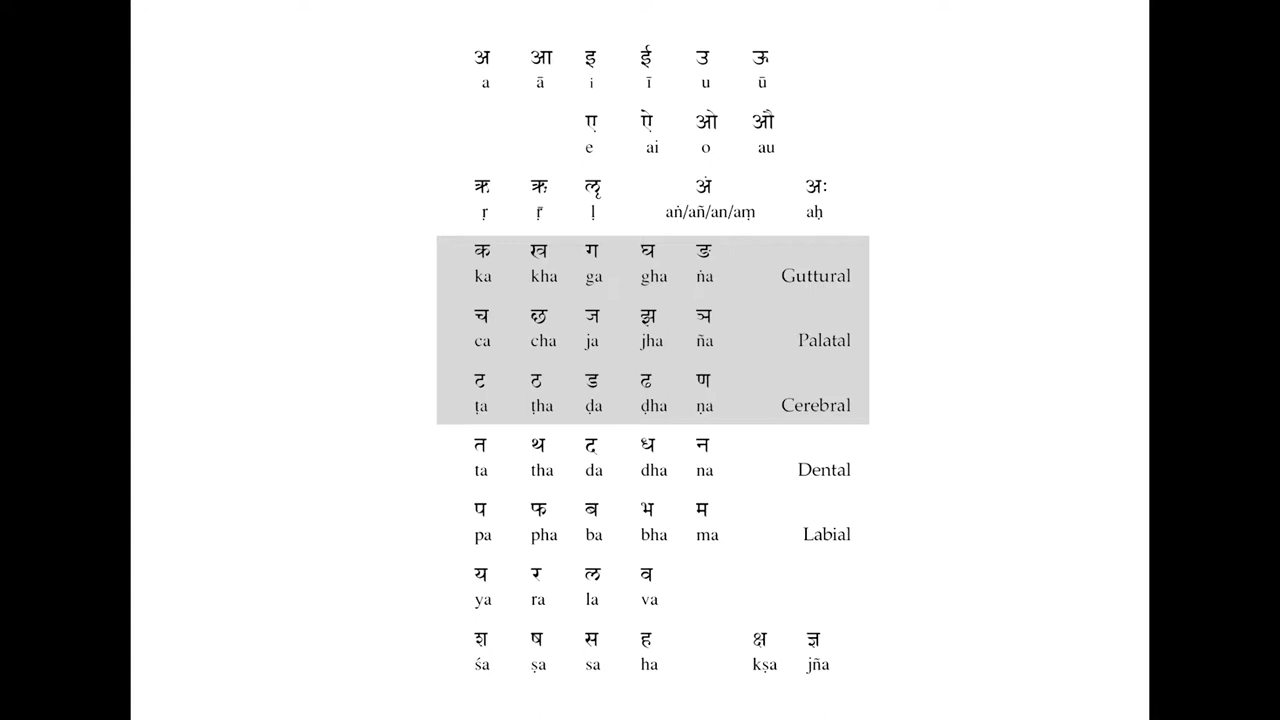 अ आ इ ई उ ऊ
a ā i ī u ū
ए ऐ ओ औ
e ai o au
ऋ ॠ ऌ अं अः
ṛ ṝ ḷ aṅ/añ/an/aṃ aḥ
क ख ग घ ङ
ka kha ga gha ṅa Guttural
च छ ज झ ञ
ca cha ja jha ña Palatal
ट ठ ड ढ ण
ṭa ṭha ḍa ḍha ṇa Cerebral
त थ द ध न
ta tha da dha na Dental
प फ ब भ म
pa pha ba bha ma Labial
य र ल व
ya ra la va
श ष स ह क्ष ज्ञ
śa ṣa sa ha kṣa jña